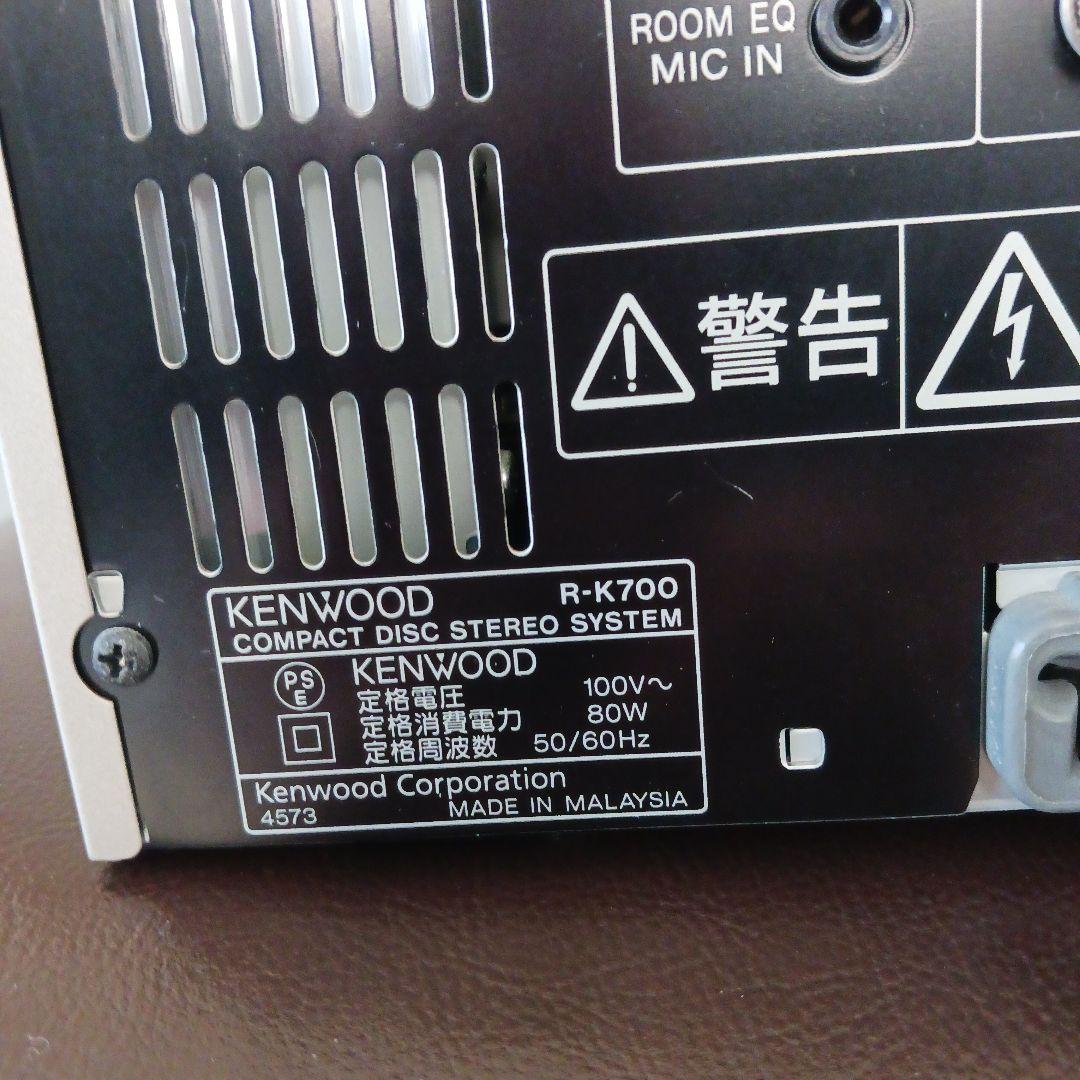 ROOM EQ
MIC IN
警告
KENWOOD R-K700
COMPACT DISC STEREO SYSTEM
PS
E
KENWOOD
定格電圧 100V～
定格消費電力 80W
定格周波数 50/60Hz
Kenwood Corporation
4573 MADE IN MALAYSIA